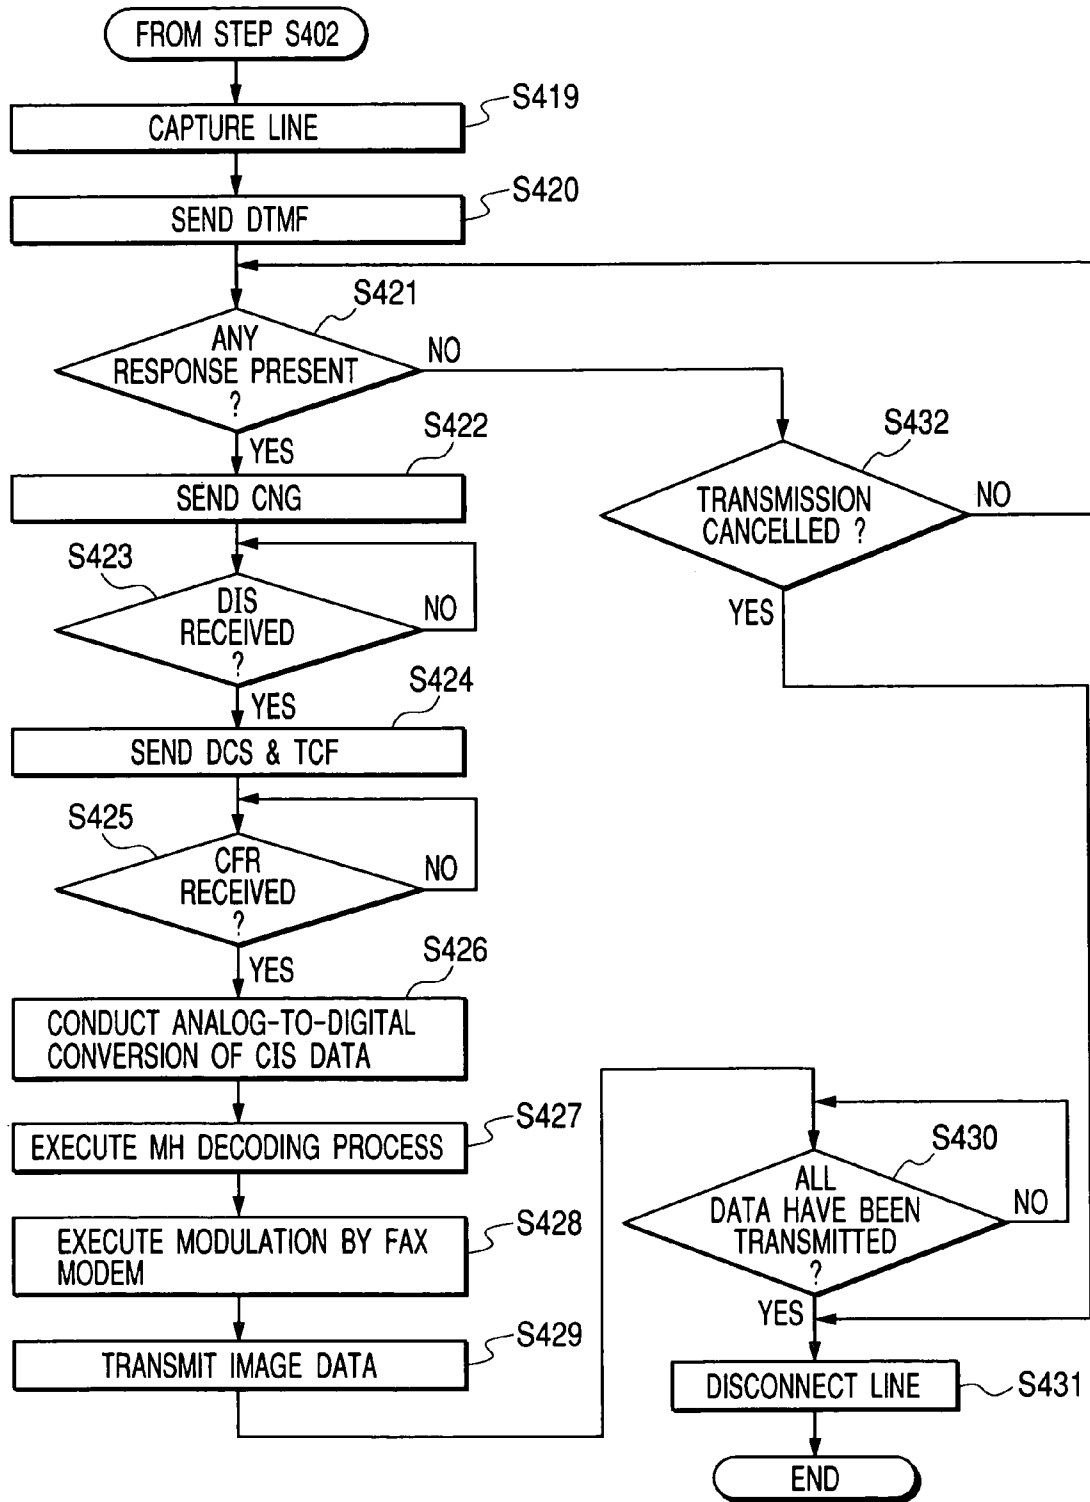 FROM STEP S402
S419
CAPTURE LINE
S420
SEND DTMF
S421
ANY
RESPONSE PRESENT
?
NO
YES
S422
SEND CNG
S432
TRANSMISSION
CANCELLED ?
NO
YES
S423
DIS
RECEIVED
?
NO
YES
S424
SEND DCS & TCF
S425
CFR
RECEIVED
?
NO
YES
S426
CONDUCT ANALOG-TO-DIGITAL
CONVERSION OF CIS DATA
S427
EXECUTE MH DECODING PROCESS
S428
EXECUTE MODULATION BY FAX
MODEM
S429
TRANSMIT IMAGE DATA
S430
ALL
DATA HAVE BEEN
TRANSMITTED
?
NO
YES
DISCONNECT LINE
S431
END